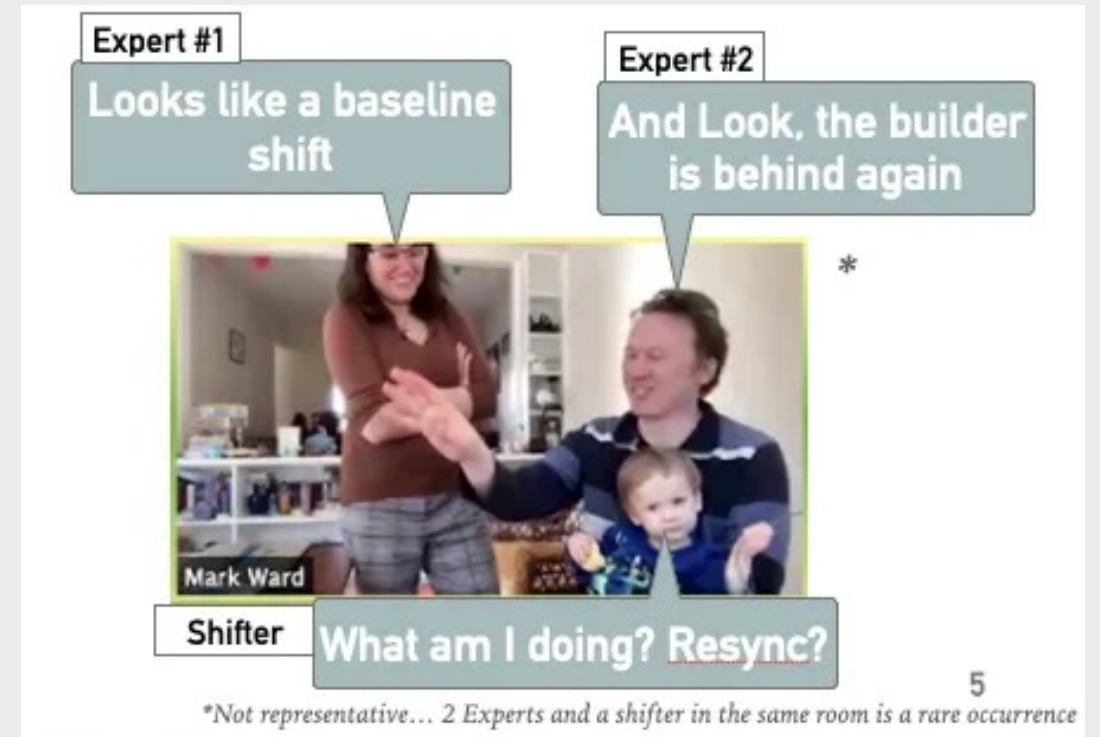 Expert #1
Looks like a baseline
shift
Expert #2
And Look, the builder
is behind again
*
Mark Ward
Shifter
What am I doing? Resync?
5
*Not representative... 2 Experts and a shifter in the same room is a rare occurrence